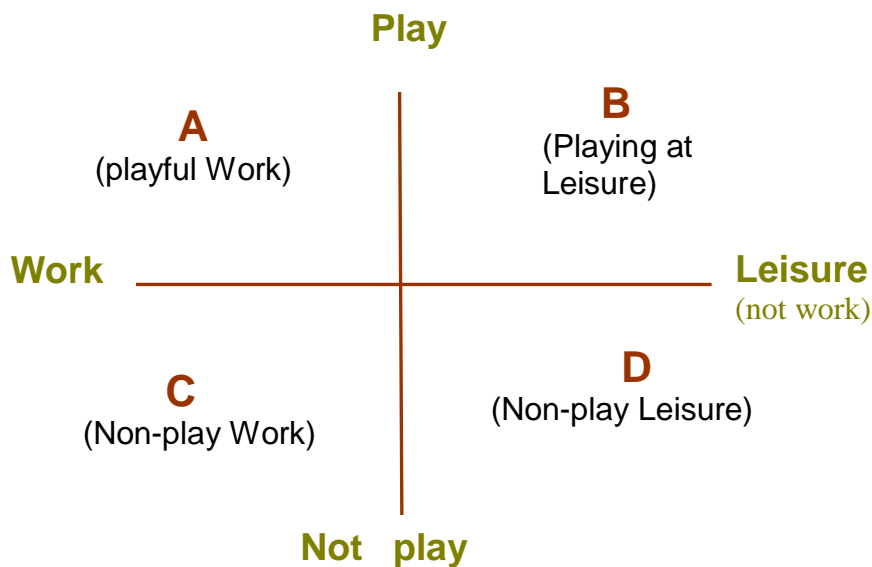 Play
A
(playful Work)
B
(Playing at
Leisure)
Work
Leisure
(not work)
C
(Non-play Work)
D
(Non-play Leisure)
Not play